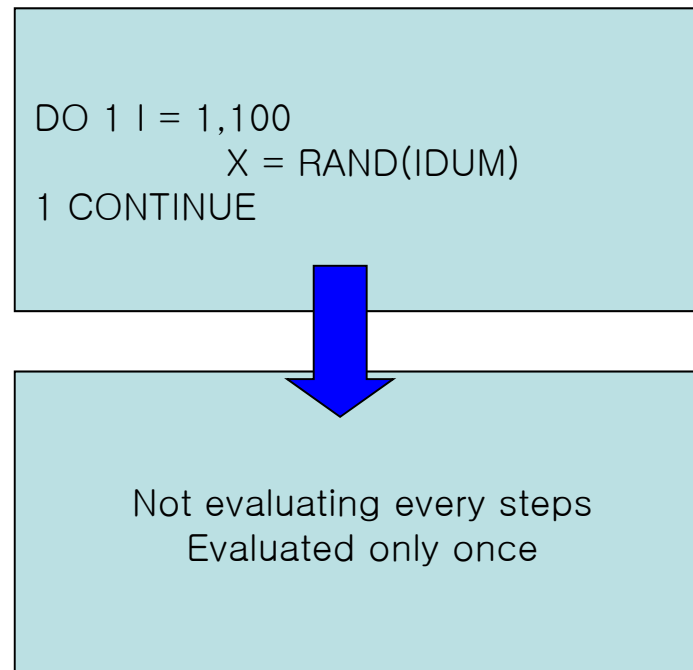 DO 1 I = 1,100
X = RAND(IDUM)
1 CONTINUE
Not evaluating every steps
Evaluated only once